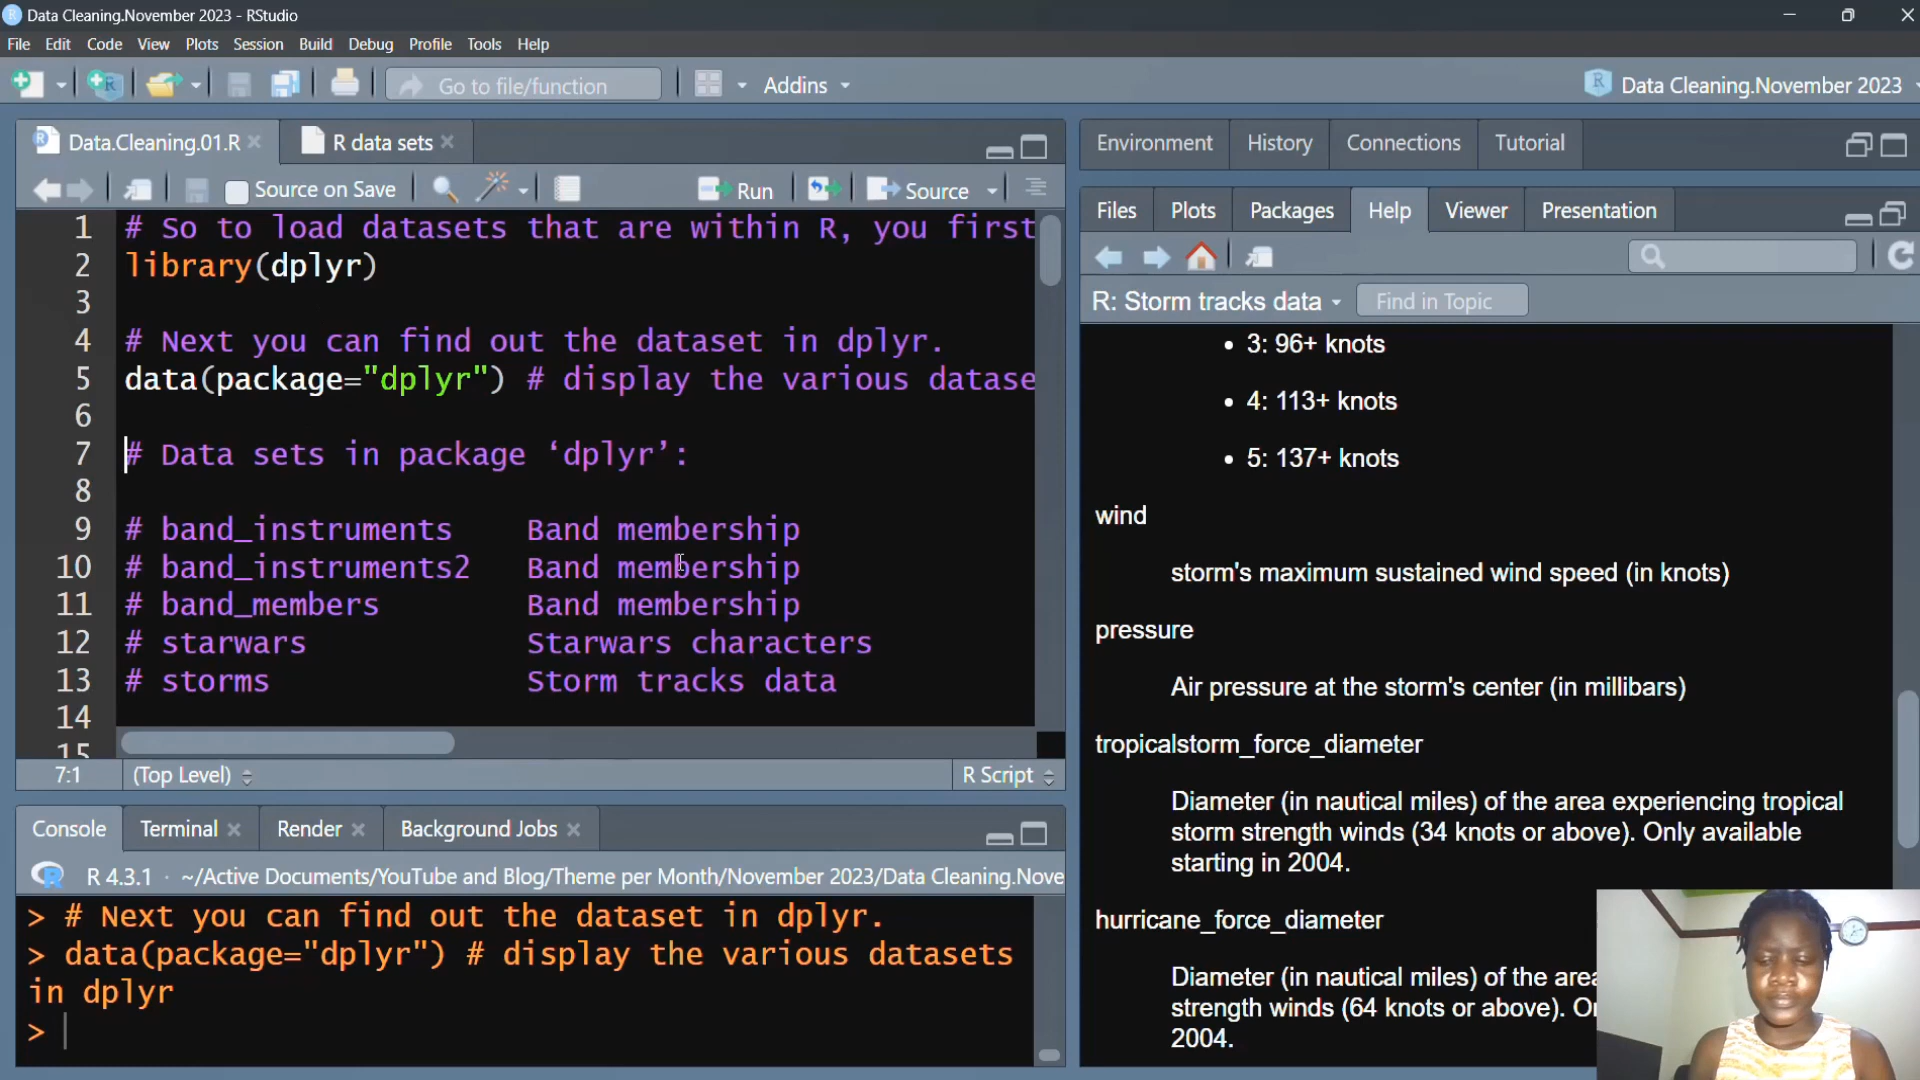 Data Cleaning.November 2023 - RStudio
File Edit Code View Plots Session Build Debug Profile Tools Help
Go to file/function Addins Data Cleaning.November 2023
Data.Cleaning.01.R R data sets
Source on Save Run Source
1 # So to load datasets that are within R, you first
2 library(dplyr)
3
4 # Next you can find out the dataset in dplyr.
5 data(package="dplyr") # display the various datase
6
7 # Data sets in package ‘dplyr’:
8
9 # band_instruments Band membership
10 # band_instruments2 Band membership
11 # band_members Band membership
12 # starwars Starwars characters
13 # storms Storm tracks data
14
15
7:1 (Top Level) R Script
Console Terminal Render Background Jobs
R 4.3.1 · ~/Active Documents/YouTube and Blog/Theme per Month/November 2023/Data Cleaning.Nove
> # Next you can find out the dataset in dplyr.
> data(package="dplyr") # display the various datasets
in dplyr
>
Environment History Connections Tutorial
Files Plots Packages Help Viewer Presentation
R: Storm tracks data Find in Topic
• 3: 96+ knots
• 4: 113+ knots
• 5: 137+ knots
wind
storm's maximum sustained wind speed (in knots)
pressure
Air pressure at the storm's center (in millibars)
tropicalstorm_force_diameter
Diameter (in nautical miles) of the area experiencing tropical
storm strength winds (34 knots or above). Only available
starting in 2004.
hurricane_force_diameter
Diameter (in nautical miles) of the
strength winds (64 knots or above).
2004.